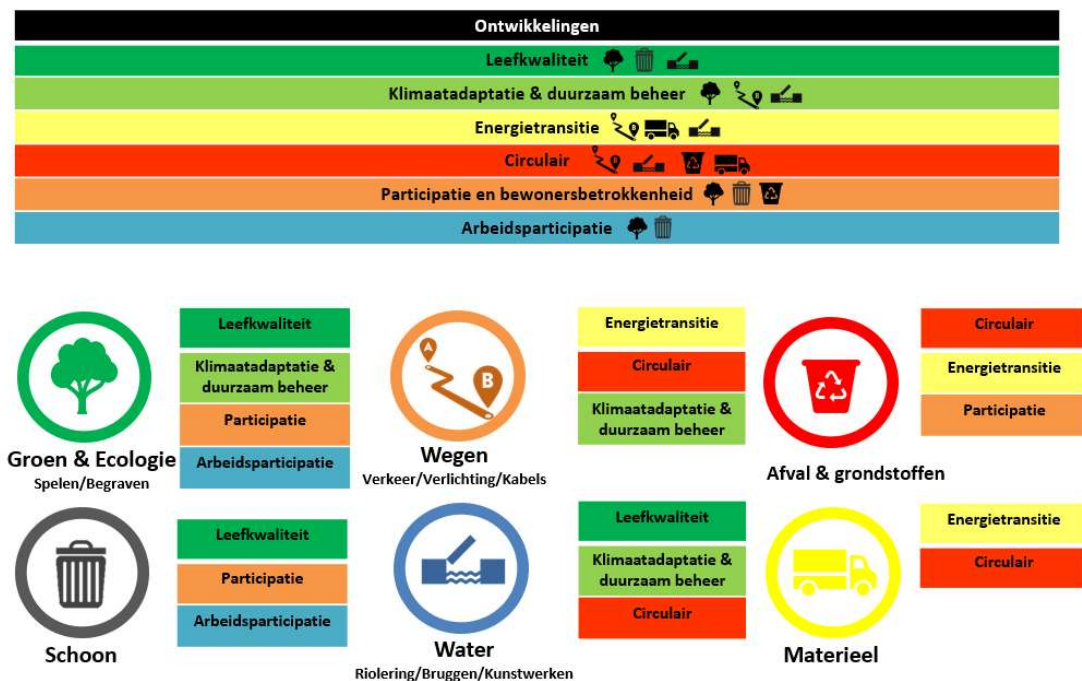 Ontwikkelingen
Leefkwaliteit
Klimaatadaptatie & duurzaam beheer
Energietransitie
B
Circulair
Participatie en bewonersbetrokkenheid
Arbeidsparticipatie
Leefkwaliteit
Klimaatadaptatie &
duurzaam beheer
Participatie
Arbeidsparticipatie
Groen & Ecologie
Spelen/Begraven
A
B
Wegen
Verkeer/Verlichting/Kabels
Energietransitie
Circulair
Klimaatadaptatie &
duurzaam beheer
Afval & grondstoffen
Circulair
Energietransitie
Participatie
Schoon
Leefkwaliteit
Participatie
Arbeidsparticipatie
Water
Riolering/Bruggen/Kunstwerken
Leefkwaliteit
Klimaatadaptatie &
duurzaam beheer
Circulair
Materieel
Energietransitie
Circulair